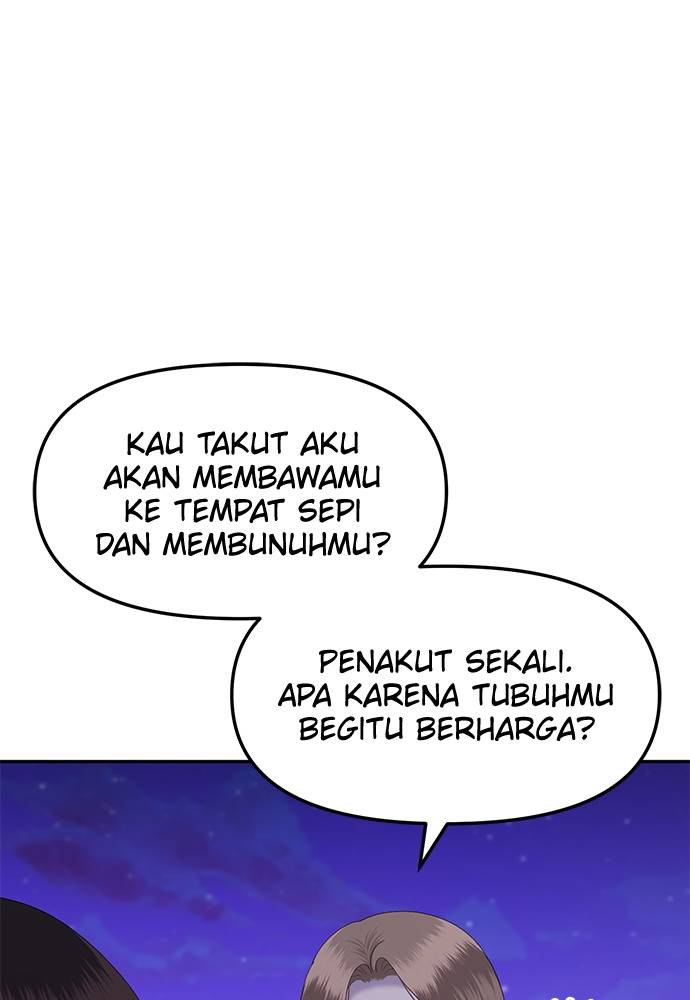 KAU TAKUT AKU
AKAN MEMBAWAMU
KE TEMPAT SEPI
DAN MEMBUNUHMU?
PENAKUT SEKALI.
APA KARENA TUBUHMU
BEGITU BERHARGA?